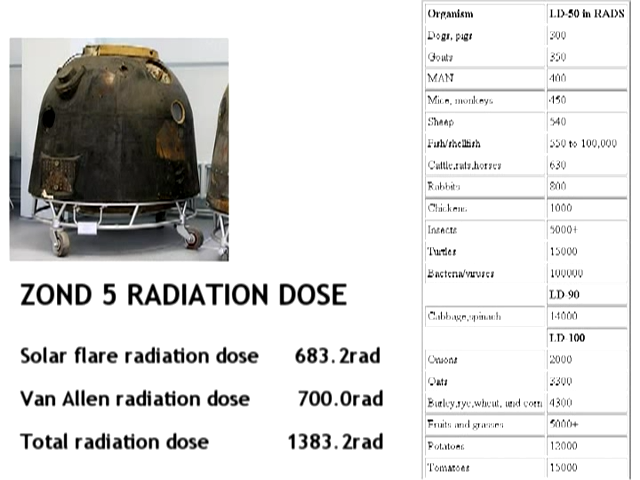 ZOND 5 RADIATION DOSE
Solar flare radiation dose 683.2rad
Van Allen radiation dose 700.0rad
Total radiation dose 1383.2rad
Organism LD-50 in RADS
Dogs, pigs 300
Goats 350
MAN 400
Mice, monkeys 450
Sheep 540
Fish/shellfish 550 to 100,000
Cattle,rats,horses 630
Rabbits 800
Chickens 1000
Insects 5000+
Turtles 15000
Bacteria/viruses 100000
LD-90
Cabbage,spinach 14000
LD-100
Onions 2000
Oats 3300
Barley,rye,wheat, and corn 4300
Fruits and grasses 5000+
Potatoes 12000
Tomatoes 15000